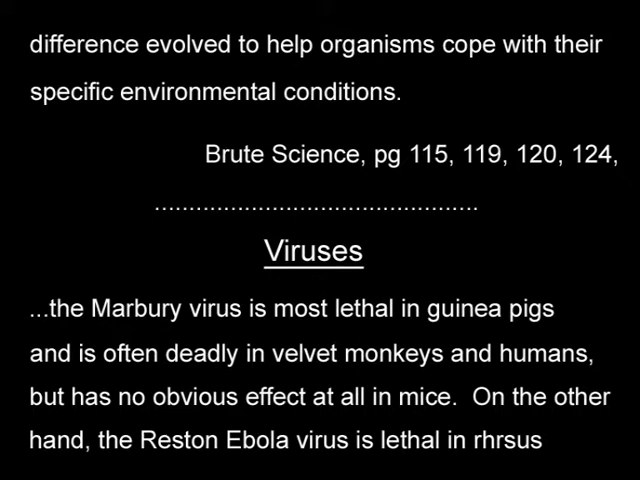 difference evolved to help organisms cope with their
specific environmental conditions.
Brute Science, pg 115, 119, 120, 124,
...............................................
Viruses
...the Marbury virus is most lethal in guinea pigs
and is often deadly in velvet monkeys and humans,
but has no obvious effect at all in mice.  On the other
hand, the Reston Ebola virus is lethal in rhrsus